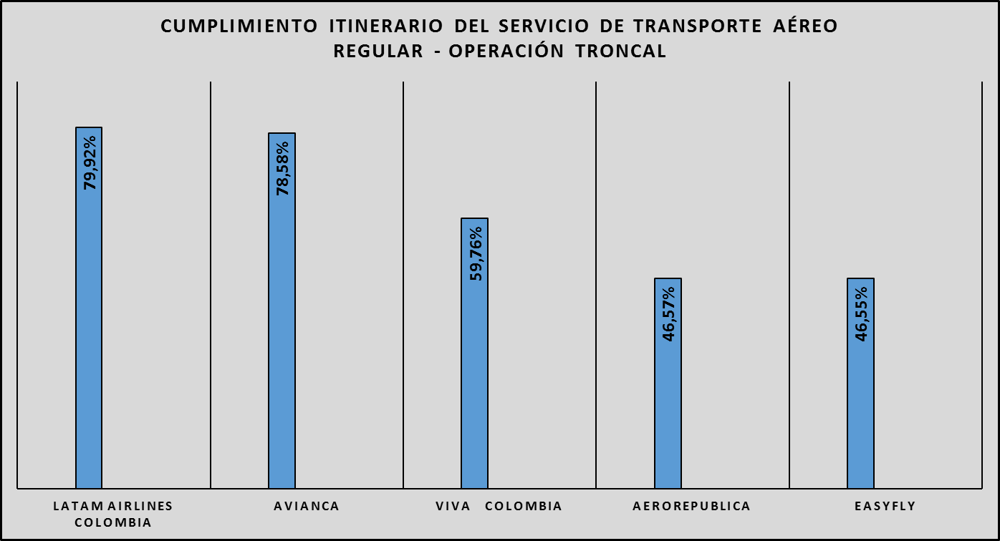 CUMPLIMIENTO ITINERARIO DEL SERVICIO DE TRANSPORTE AÉREO
REGULAR - OPERACIÓN TRONCAL
79,92%
78,58%
59,76%
46,57%
46,55%
LATAM AIRLINES
COLOMBIA
AVIANCA
VIVA COLOMBIA
AEROREPUBLICA
EASYFLY